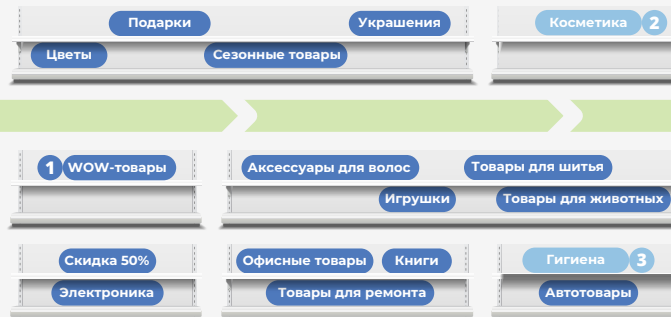 Подарки
Украшения
Косметика 2
Цветы
Сезонные товары
1 WOW-товары
Аксессуары для волос
Товары для шитья
Игрушки
Товары для животных
Скидка 50%
Офисные товары
Книги
Гигиена 3
Электроника
Товары для ремонта
Автотовары